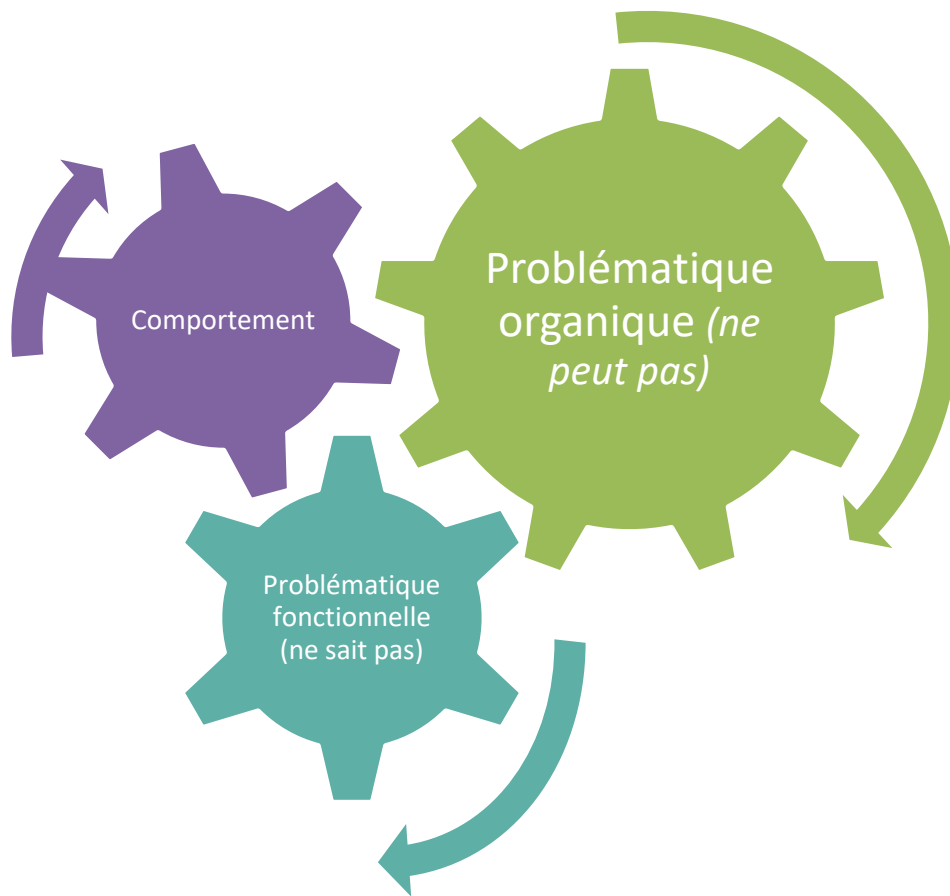 Problématique
organique (ne
peut pas)
Comportement
Problématique
fonctionnelle
(ne sait pas)